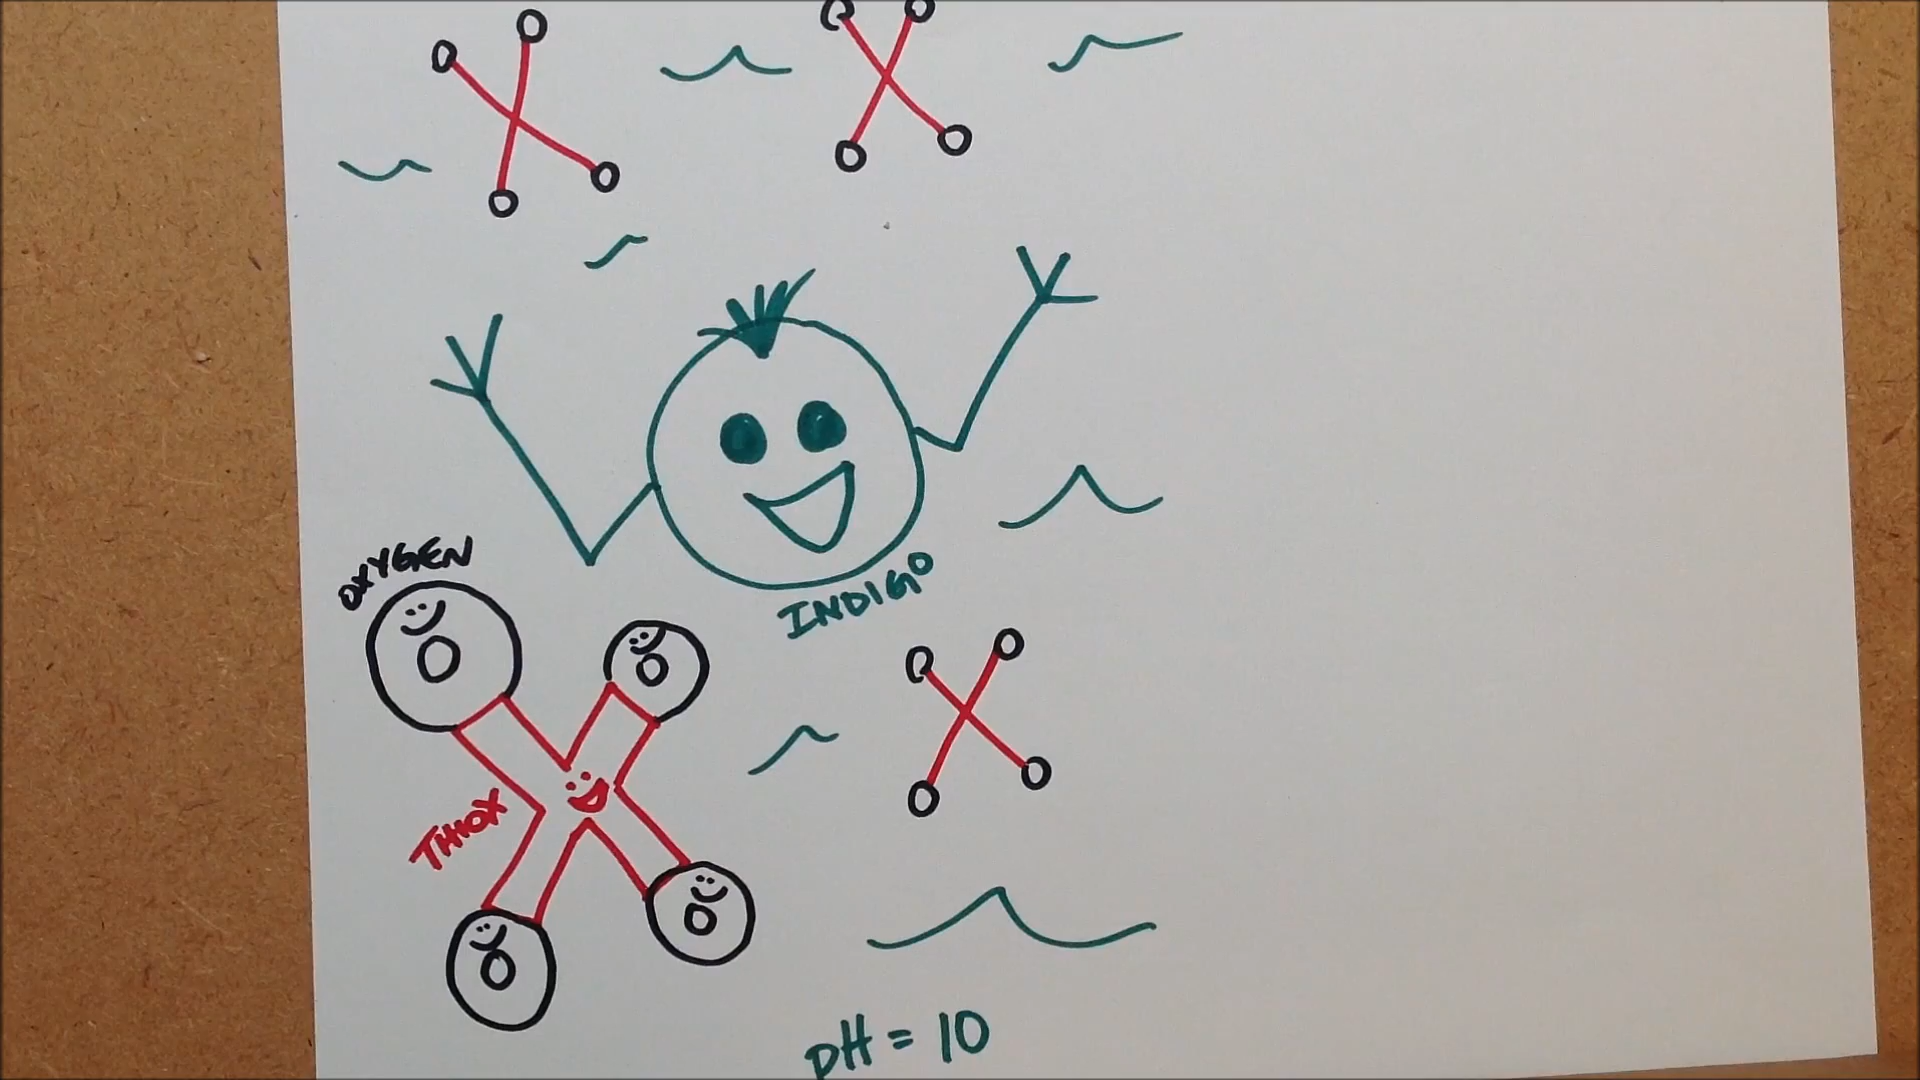 OXYGEN
INDIGO
O
O
THIOX
O
O
pH = 10